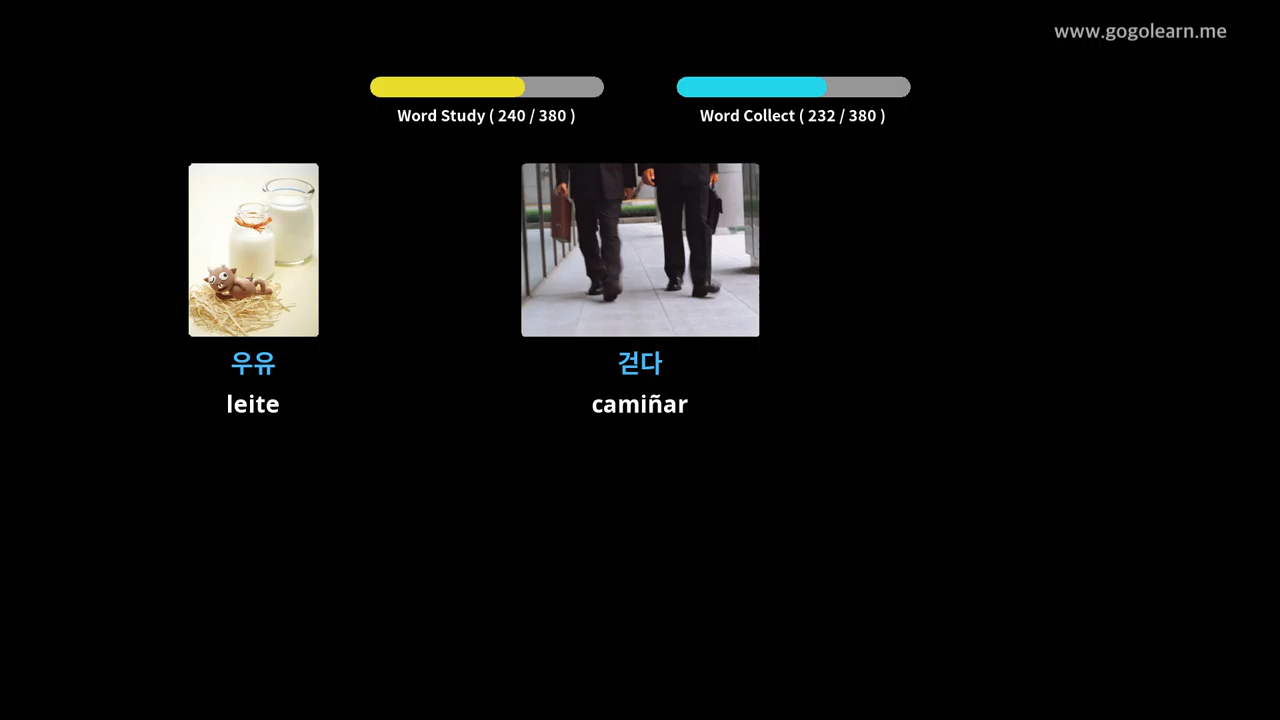 www.gogolearn.me
Word Study ( 240 / 380 )
Word Collect ( 232 / 380 )
우유
leite
걷다
camiñar